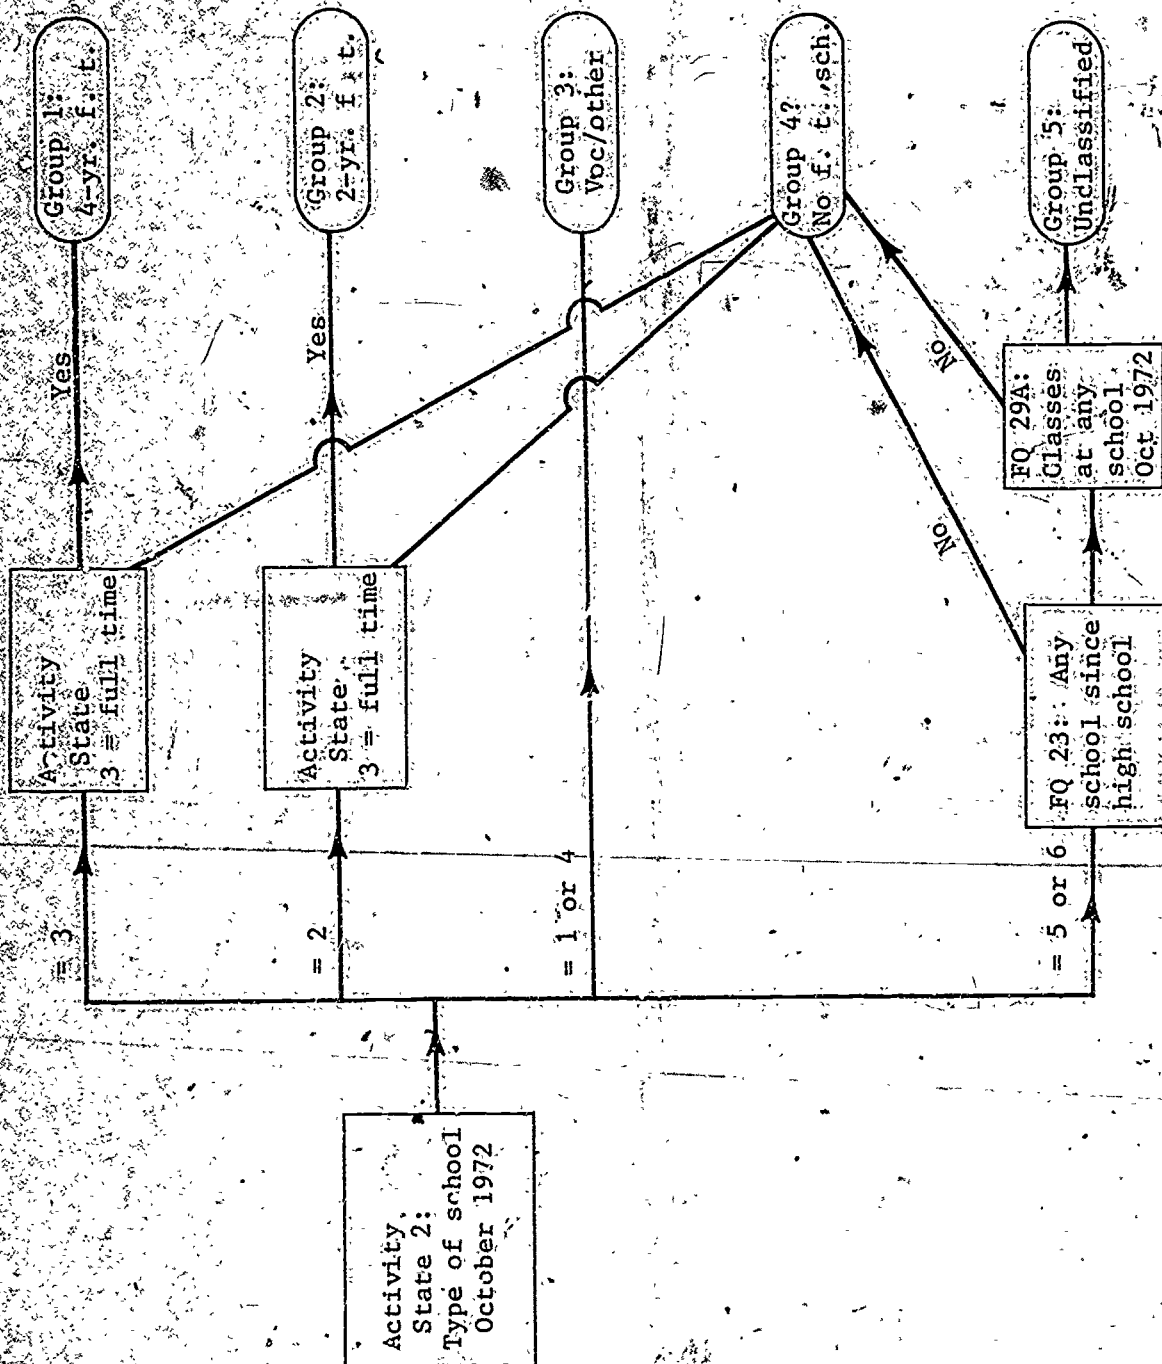 Activity
State 2:
Type of school
October 1972
= 3
= 2
= 1 or 4
= 5 or 6
Activity
State
3 = full time
Activity
State
3 = full time
FQ 23: Any
school since
high school
FQ 29A:
Classes
at any
school
Oct 1972
Yes
Yes
No
No
Group 1:
4-yr. f. t.
Group 2:
2-yr. f. t.
Group 3:
Voc/other
Group 4?
No f. t. sch.
Group 5:
Unclassified